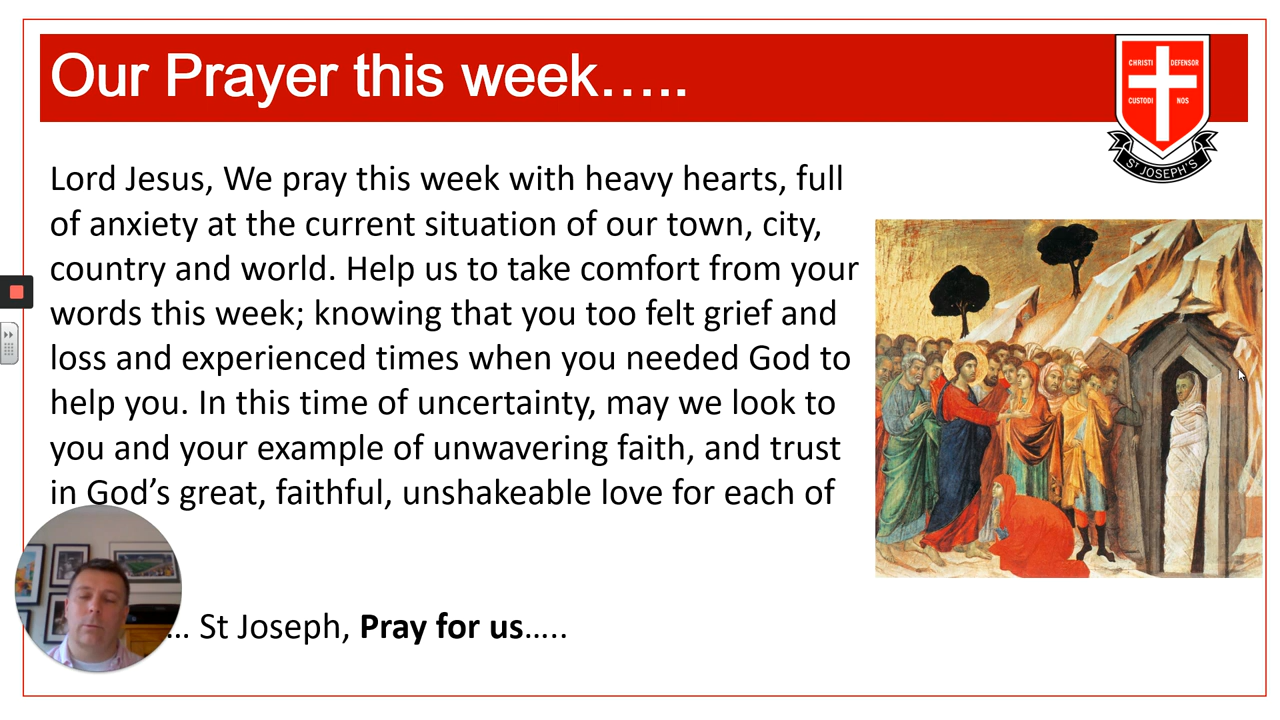 Our Prayer this week.....
CHRISTI DEFENSOR
CUSTODI NOS
ST JOSEPH'S
Lord Jesus, We pray this week with heavy hearts, full
of anxiety at the current situation of our town, city,
country and world. Help us to take comfort from your
words this week; knowing that you too felt grief and
loss and experienced times when you needed God to
help you. In this time of uncertainty, may we look to
you and your example of unwavering faith, and trust
in God’s great, faithful, unshakeable love for each of
… St Joseph, Pray for us…..